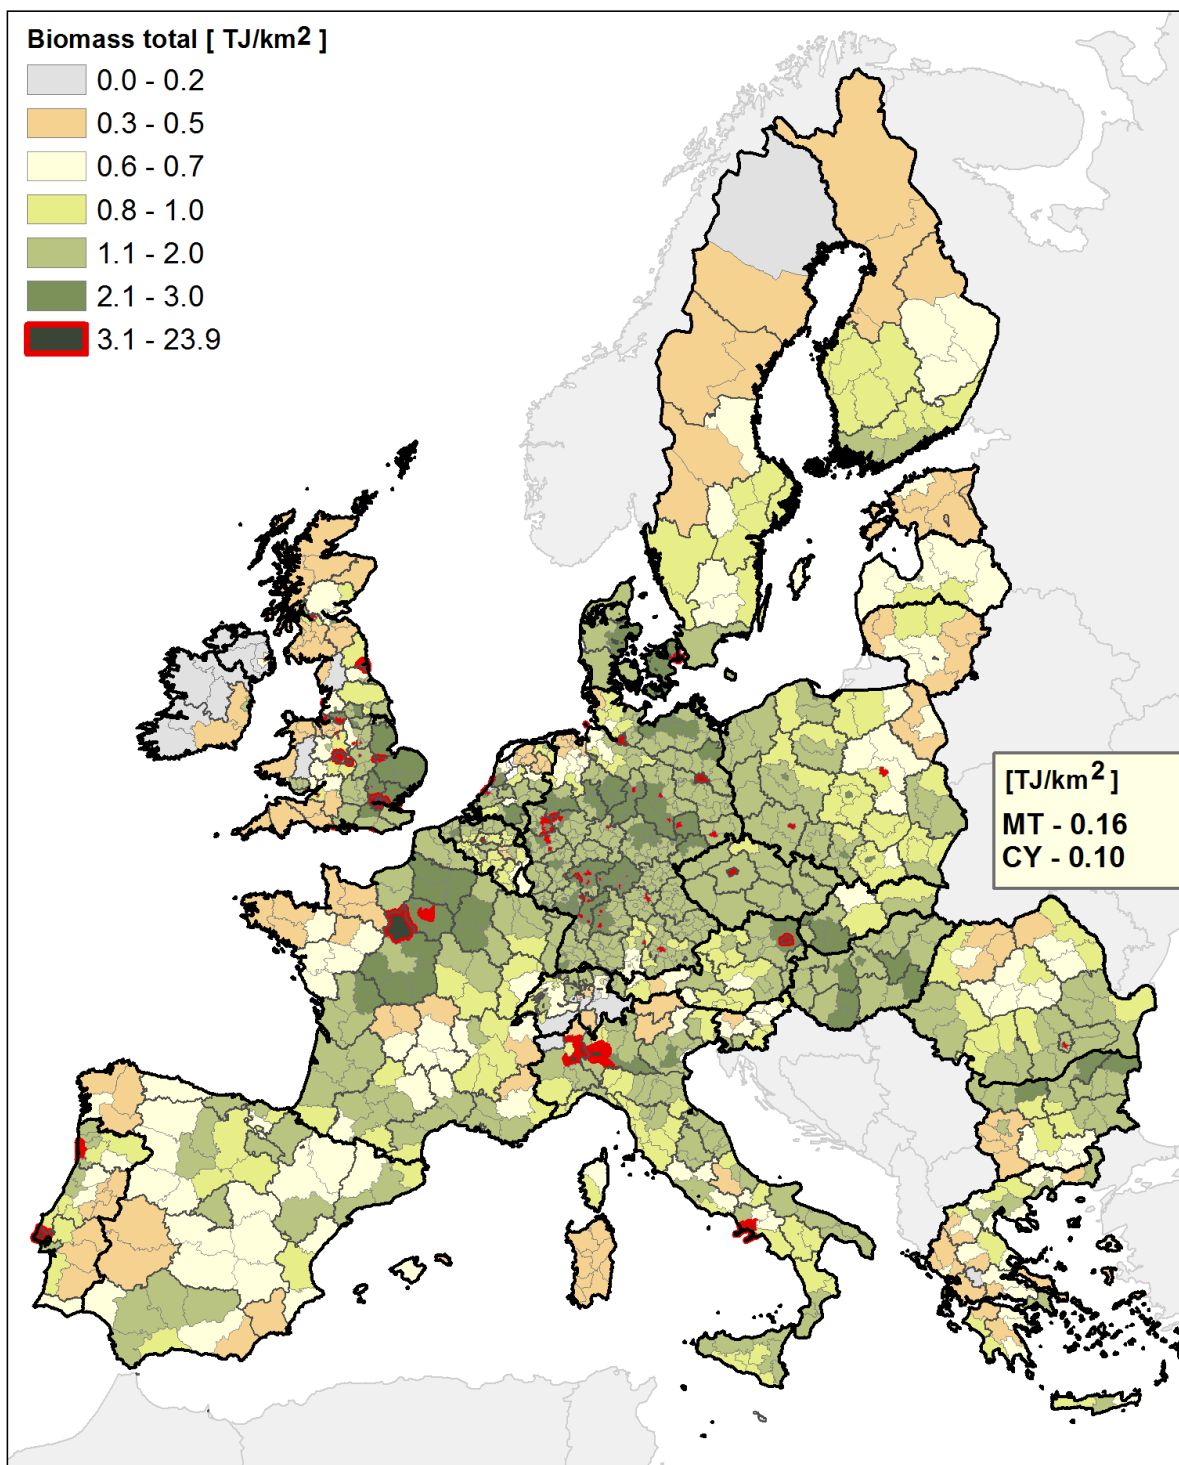 Biomass total [ TJ/km2 ]
0.0 - 0.2
0.3 - 0.5
0.6 - 0.7
0.8 - 1.0
1.1 - 2.0
2.1 - 3.0
3.1 - 23.9
[TJ/km2 ]
MT - 0.16
CY - 0.10